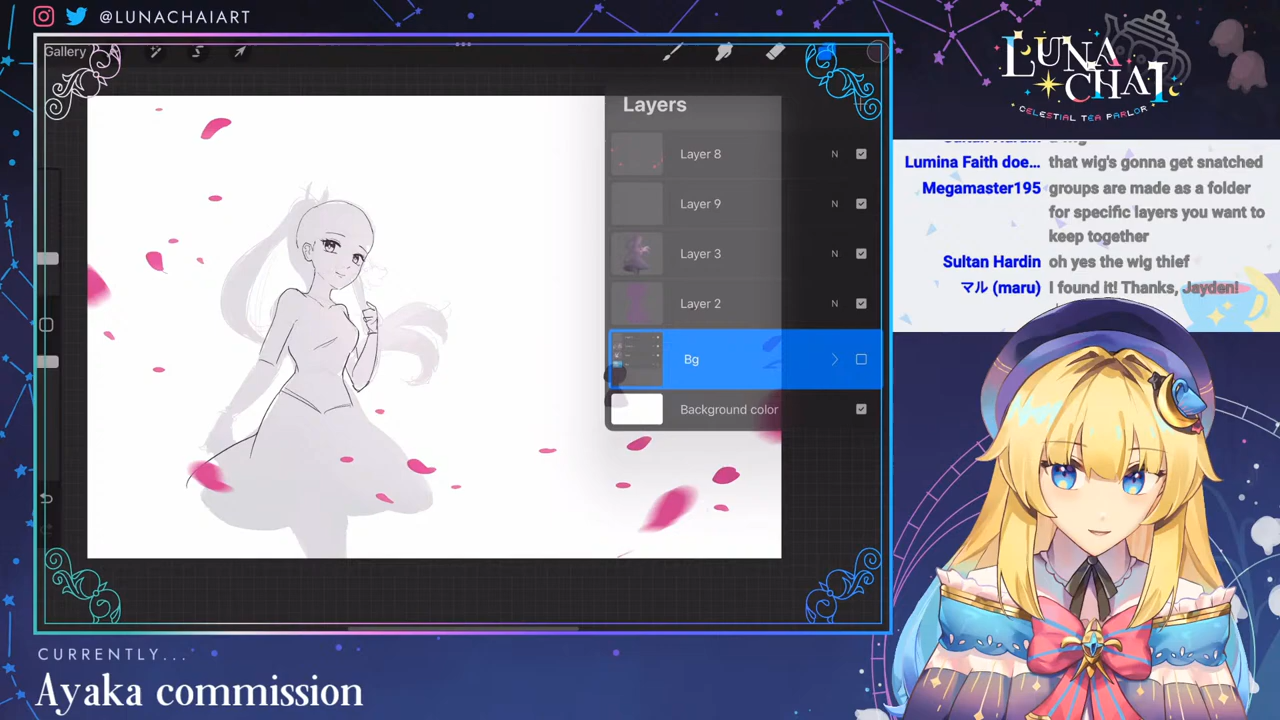 @LUNACHAIART
Gallery
Layers
Layer 8 N
Layer 9 N
Layer 3 N
Layer 2 N
Bg
Background color
LUNA
CHAI
CELESTIAL TEA PARLOR
Lumina Faith doe... that wig's gonna get snatched
Megamaster195 groups are made as a folder
for specific layers you want to
keep together
Sultan Hardin oh yes the wig thief
マル (maru) I found it! Thanks, Jayden!
CURRENTLY...
Ayaka commission